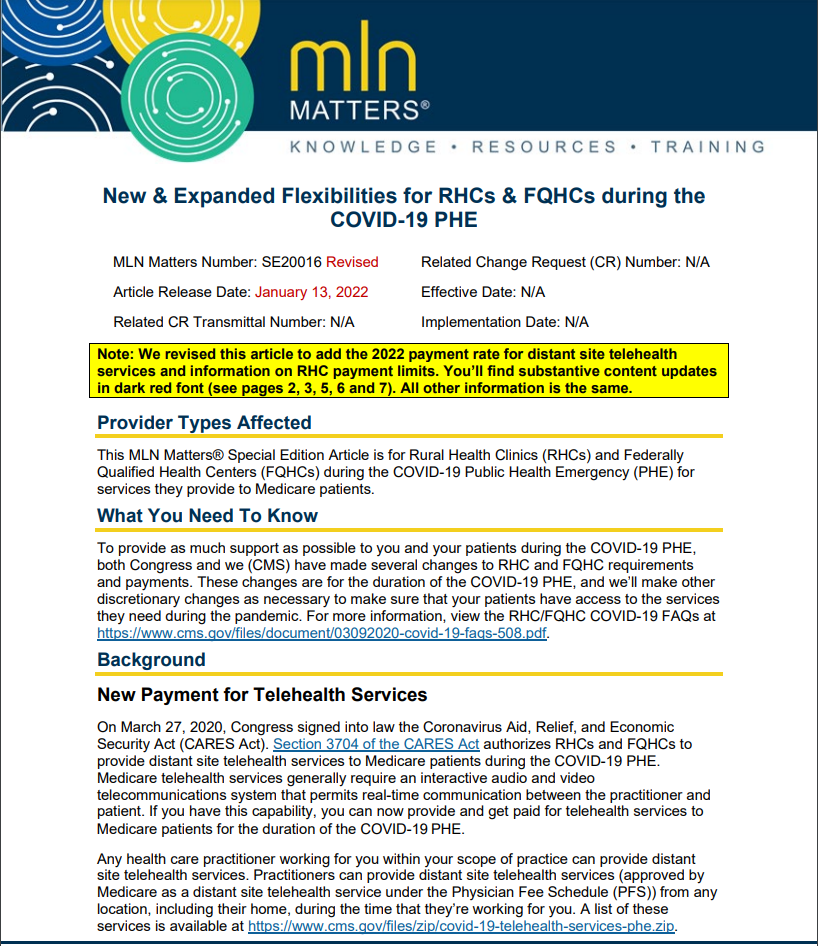 mln
MATTERS®
KNOWLEDGE • RESOURCES • TRAINING
New & Expanded Flexibilities for RHCs & FQHCs during the
COVID-19 PHE
MLN Matters Number: SE20016 Revised
Related Change Request (CR) Number: N/A
Article Release Date: January 13, 2022
Effective Date: N/A
Related CR Transmittal Number: N/A
Implementation Date: N/A
Note: We revised this article to add the 2022 payment rate for distant site telehealth
services and information on RHC payment limits. You’ll find substantive content updates
in dark red font (see pages 2, 3, 5, 6 and 7). All other information is the same.
Provider Types Affected
This MLN Matters® Special Edition Article is for Rural Health Clinics (RHCs) and Federally
Qualified Health Centers (FQHCs) during the COVID-19 Public Health Emergency (PHE) for
services they provide to Medicare patients.
What You Need To Know
To provide as much support as possible to you and your patients during the COVID-19 PHE,
both Congress and we (CMS) have made several changes to RHC and FQHC requirements
and payments. These changes are for the duration of the COVID-19 PHE, and we’ll make other
discretionary changes as necessary to make sure that your patients have access to the services
they need during the pandemic. For more information, view the RHC/FQHC COVID-19 FAQs at
https://www.cms.gov/files/document/03092020-covid-19-faqs-508.pdf.
Background
New Payment for Telehealth Services
On March 27, 2020, Congress signed into law the Coronavirus Aid, Relief, and Economic
Security Act (CARES Act). Section 3704 of the CARES Act authorizes RHCs and FQHCs to
provide distant site telehealth services to Medicare patients during the COVID-19 PHE.
Medicare telehealth services generally require an interactive audio and video
telecommunications system that permits real-time communication between the practitioner and
patient. If you have this capability, you can now provide and get paid for telehealth services to
Medicare patients for the duration of the COVID-19 PHE.
Any health care practitioner working for you within your scope of practice can provide distant
site telehealth services. Practitioners can provide distant site telehealth services (approved by
Medicare as a distant site telehealth service under the Physician Fee Schedule (PFS)) from any
location, including their home, during the time that they’re working for you. A list of these
services is available at https://www.cms.gov/files/zip/covid-19-telehealth-services-phe.zip.